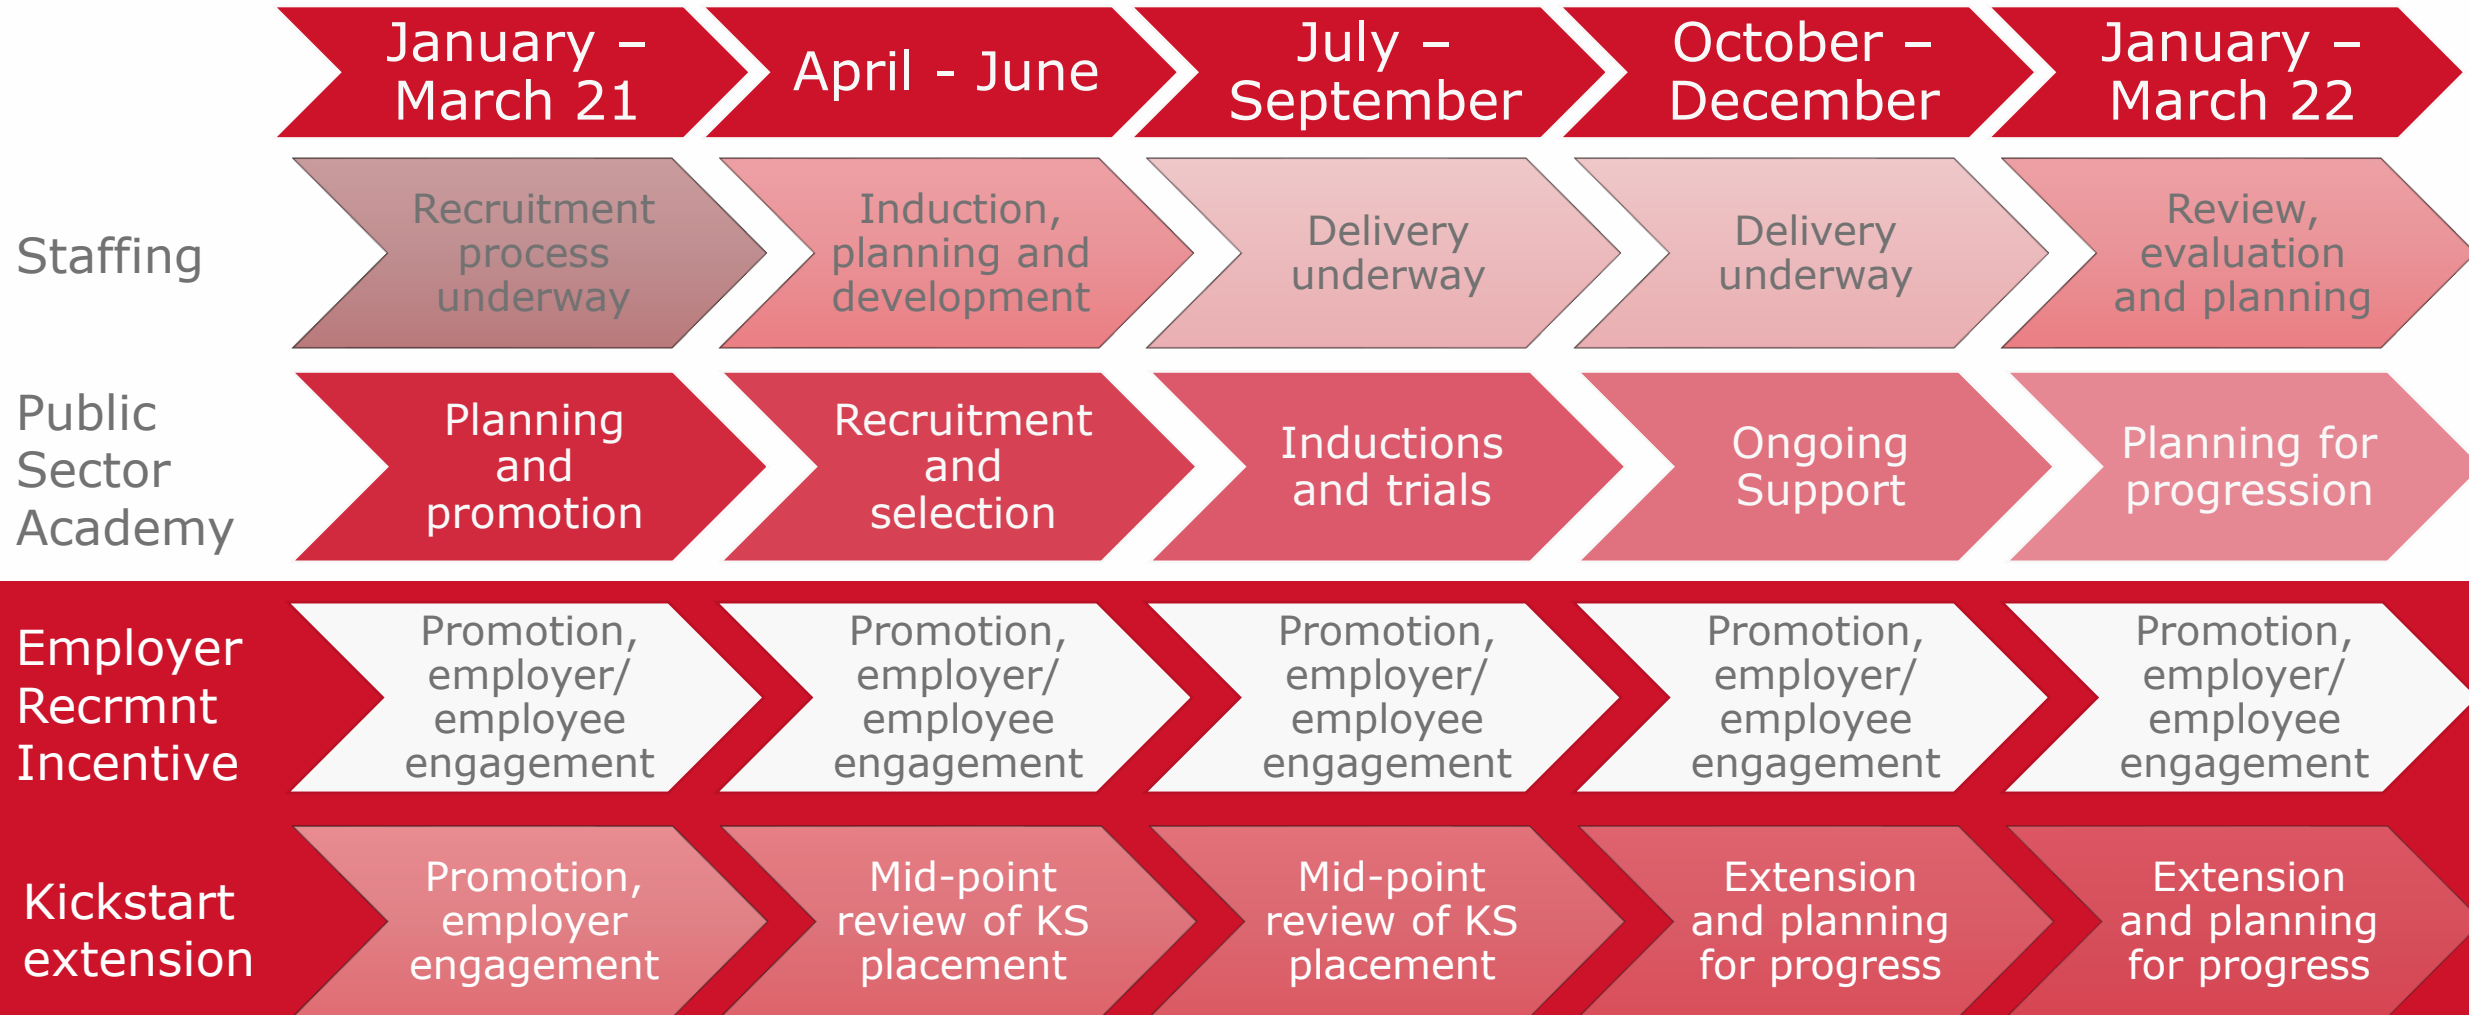 January –
March 21
April - June
July –
September
October –
December
January –
March 22
Staffing
Recruitment
process
underway
Induction,
planning and
development
Delivery
underway
Delivery
underway
Review,
evaluation
and planning
Public
Sector
Academy
Planning
and
promotion
Recruitment
and
selection
Inductions
and trials
Ongoing
Support
Planning for
progression
Employer
Recrmnt
Incentive
Promotion,
employer/
employee
engagement
Promotion,
employer/
employee
engagement
Promotion,
employer/
employee
engagement
Promotion,
employer/
employee
engagement
Promotion,
employer/
employee
engagement
Kickstart
extension
Promotion,
employer
engagement
Mid-point
review of KS
placement
Mid-point
review of KS
placement
Extension
and planning
for progress
Extension
and planning
for progress